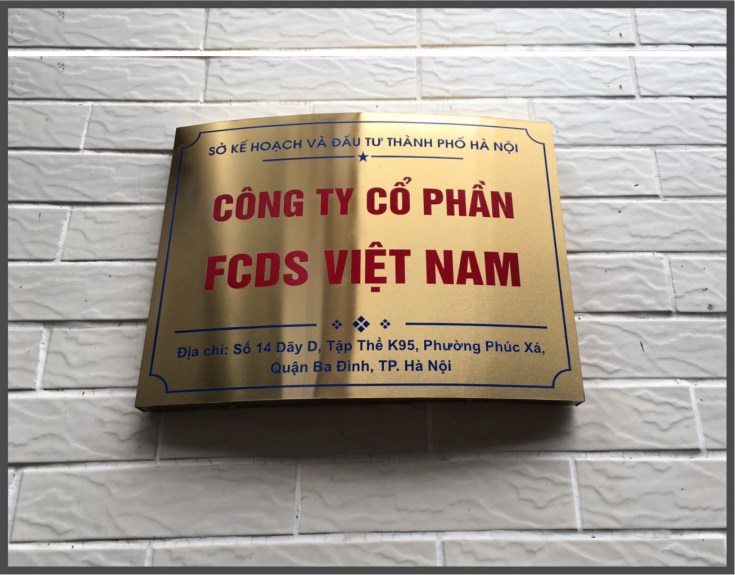 SỞ KẾ HOẠCH VÀ ĐẦU TƯ THÀNH PHỐ HÀ NỘI
CÔNG TY CỔ PHẦN
FCDS VIỆT NAM
Địa chỉ: Số 14 Dãy D, Tập Thể K95, Phường Phúc Xá,
Quận Ba Đình, TP. Hà Nội